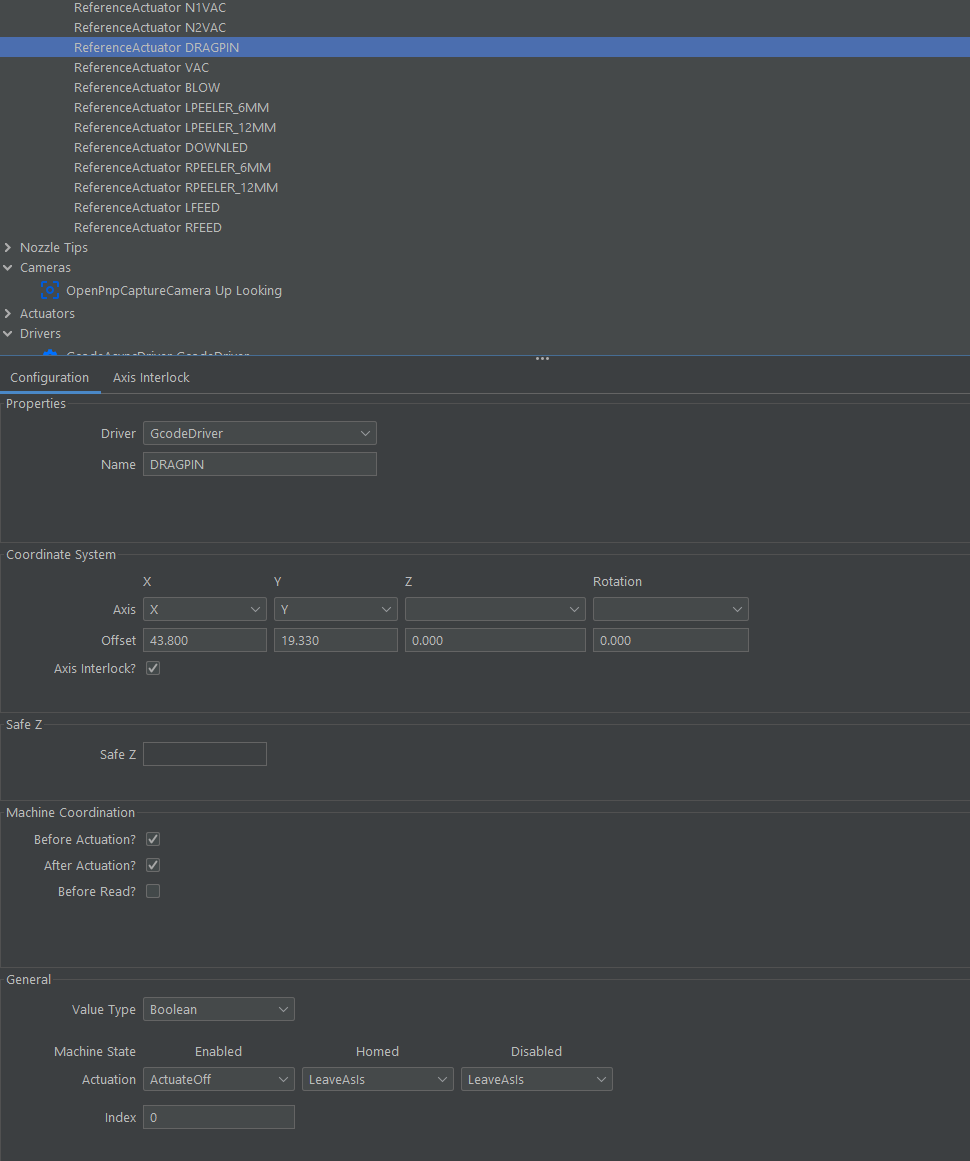 ReferenceActuator N1VAC
ReferenceActuator N2VAC
ReferenceActuator DRAGPIN
ReferenceActuator VAC
ReferenceActuator BLOW
ReferenceActuator LPEELER_6MM
ReferenceActuator LPEELER_12MM
ReferenceActuator DOWNLED
ReferenceActuator RPEELER_6MM
ReferenceActuator RPEELER_12MM
ReferenceActuator LFEED
ReferenceActuator RFEED
Nozzle Tips
Cameras
OpenPnpCaptureCamera Up Looking
Actuators
Drivers
GcodeAsyncDriver GcodeDriver
Configuration Axis Interlock
Properties
Driver GcodeDriver
Name DRAGPIN
Coordinate System
X Y Z Rotation
Axis X Y
Offset 43.800 19.330 0.000 0.000
Axis Interlock?
Safe Z
Safe Z
Machine Coordination
Before Actuation?
After Actuation?
Before Read?
General
Value Type Boolean
Machine State Enabled Homed Disabled
Actuation ActuateOff LeaveAsIs LeaveAsIs
Index 0